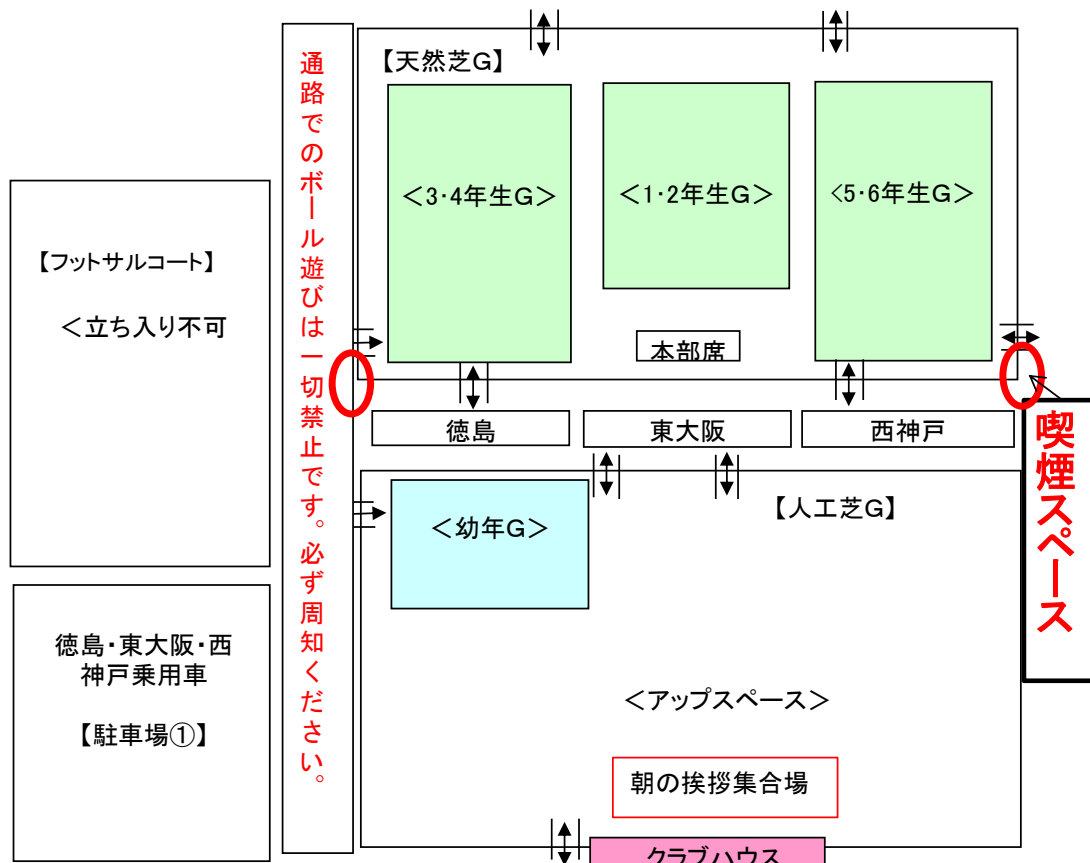 【天然芝G】
＜3・4年生G＞
＜1・2年生G＞
＜5・6年生G＞
本部席
徳島
東大阪
西神戸
喫煙スペース
【フットサルコート】
＜立ち入り不可
通路でのボール遊びは一切禁止です。必ず周知ください。
＜幼年G＞
【人工芝G】
徳島・東大阪・西
神戸乗用車
【駐車場①】
＜アップスペース＞
朝の挨拶集合場
クラブハウス